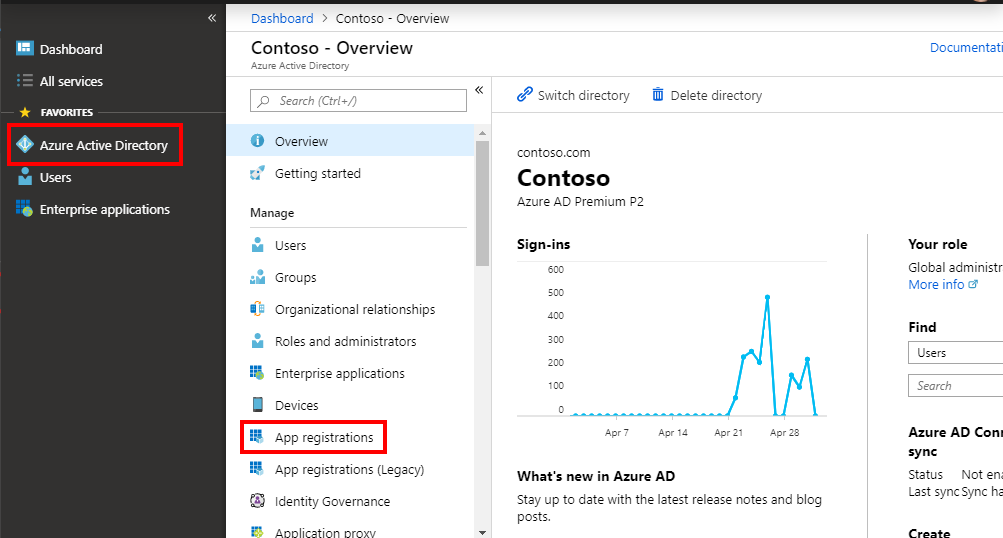 «
Dashboard
All services
FAVORITES
Azure Active Directory
Users
Enterprise applications
Dashboard > Contoso - Overview
Contoso - Overview
Azure Active Directory
Documentati
Search (Ctrl+/)
«
Overview
Getting started
Manage
Users
Groups
Organizational relationships
Roles and administrators
Enterprise applications
Devices
App registrations
App registrations (Legacy)
Identity Governance
Application proxy
Switch directory
Delete directory
contoso.com
Contoso
Azure AD Premium P2
Sign-ins
600
500
400
300
200
100
0
Apr 7
Apr 14
Apr 21
Apr 28
What's new in Azure AD
Stay up to date with the latest release notes and blog
posts.
Your role
Global administr
More info
Find
Users
Search
Azure AD Conn
sync
Status Not ena
Last sync Sync ha
Create